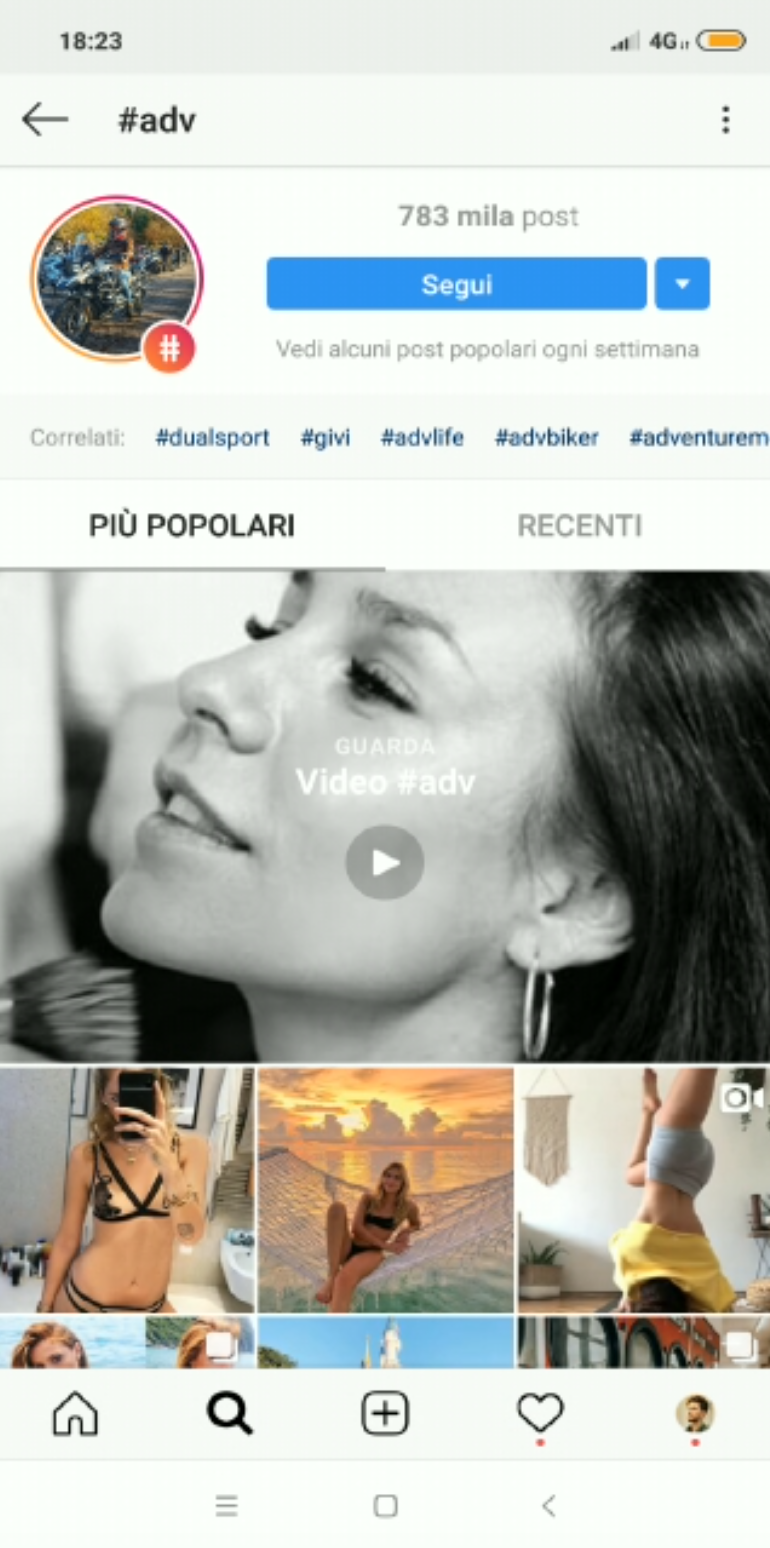 18:23
4G
#adv
783 mila post
Segui
#
Vedi alcuni post popolari ogni settimana
Correlati: #dualsport #givi #advlife #advbiker #adventurem
PIÙ POPOLARI RECENTI
GUARDA
Video #adv